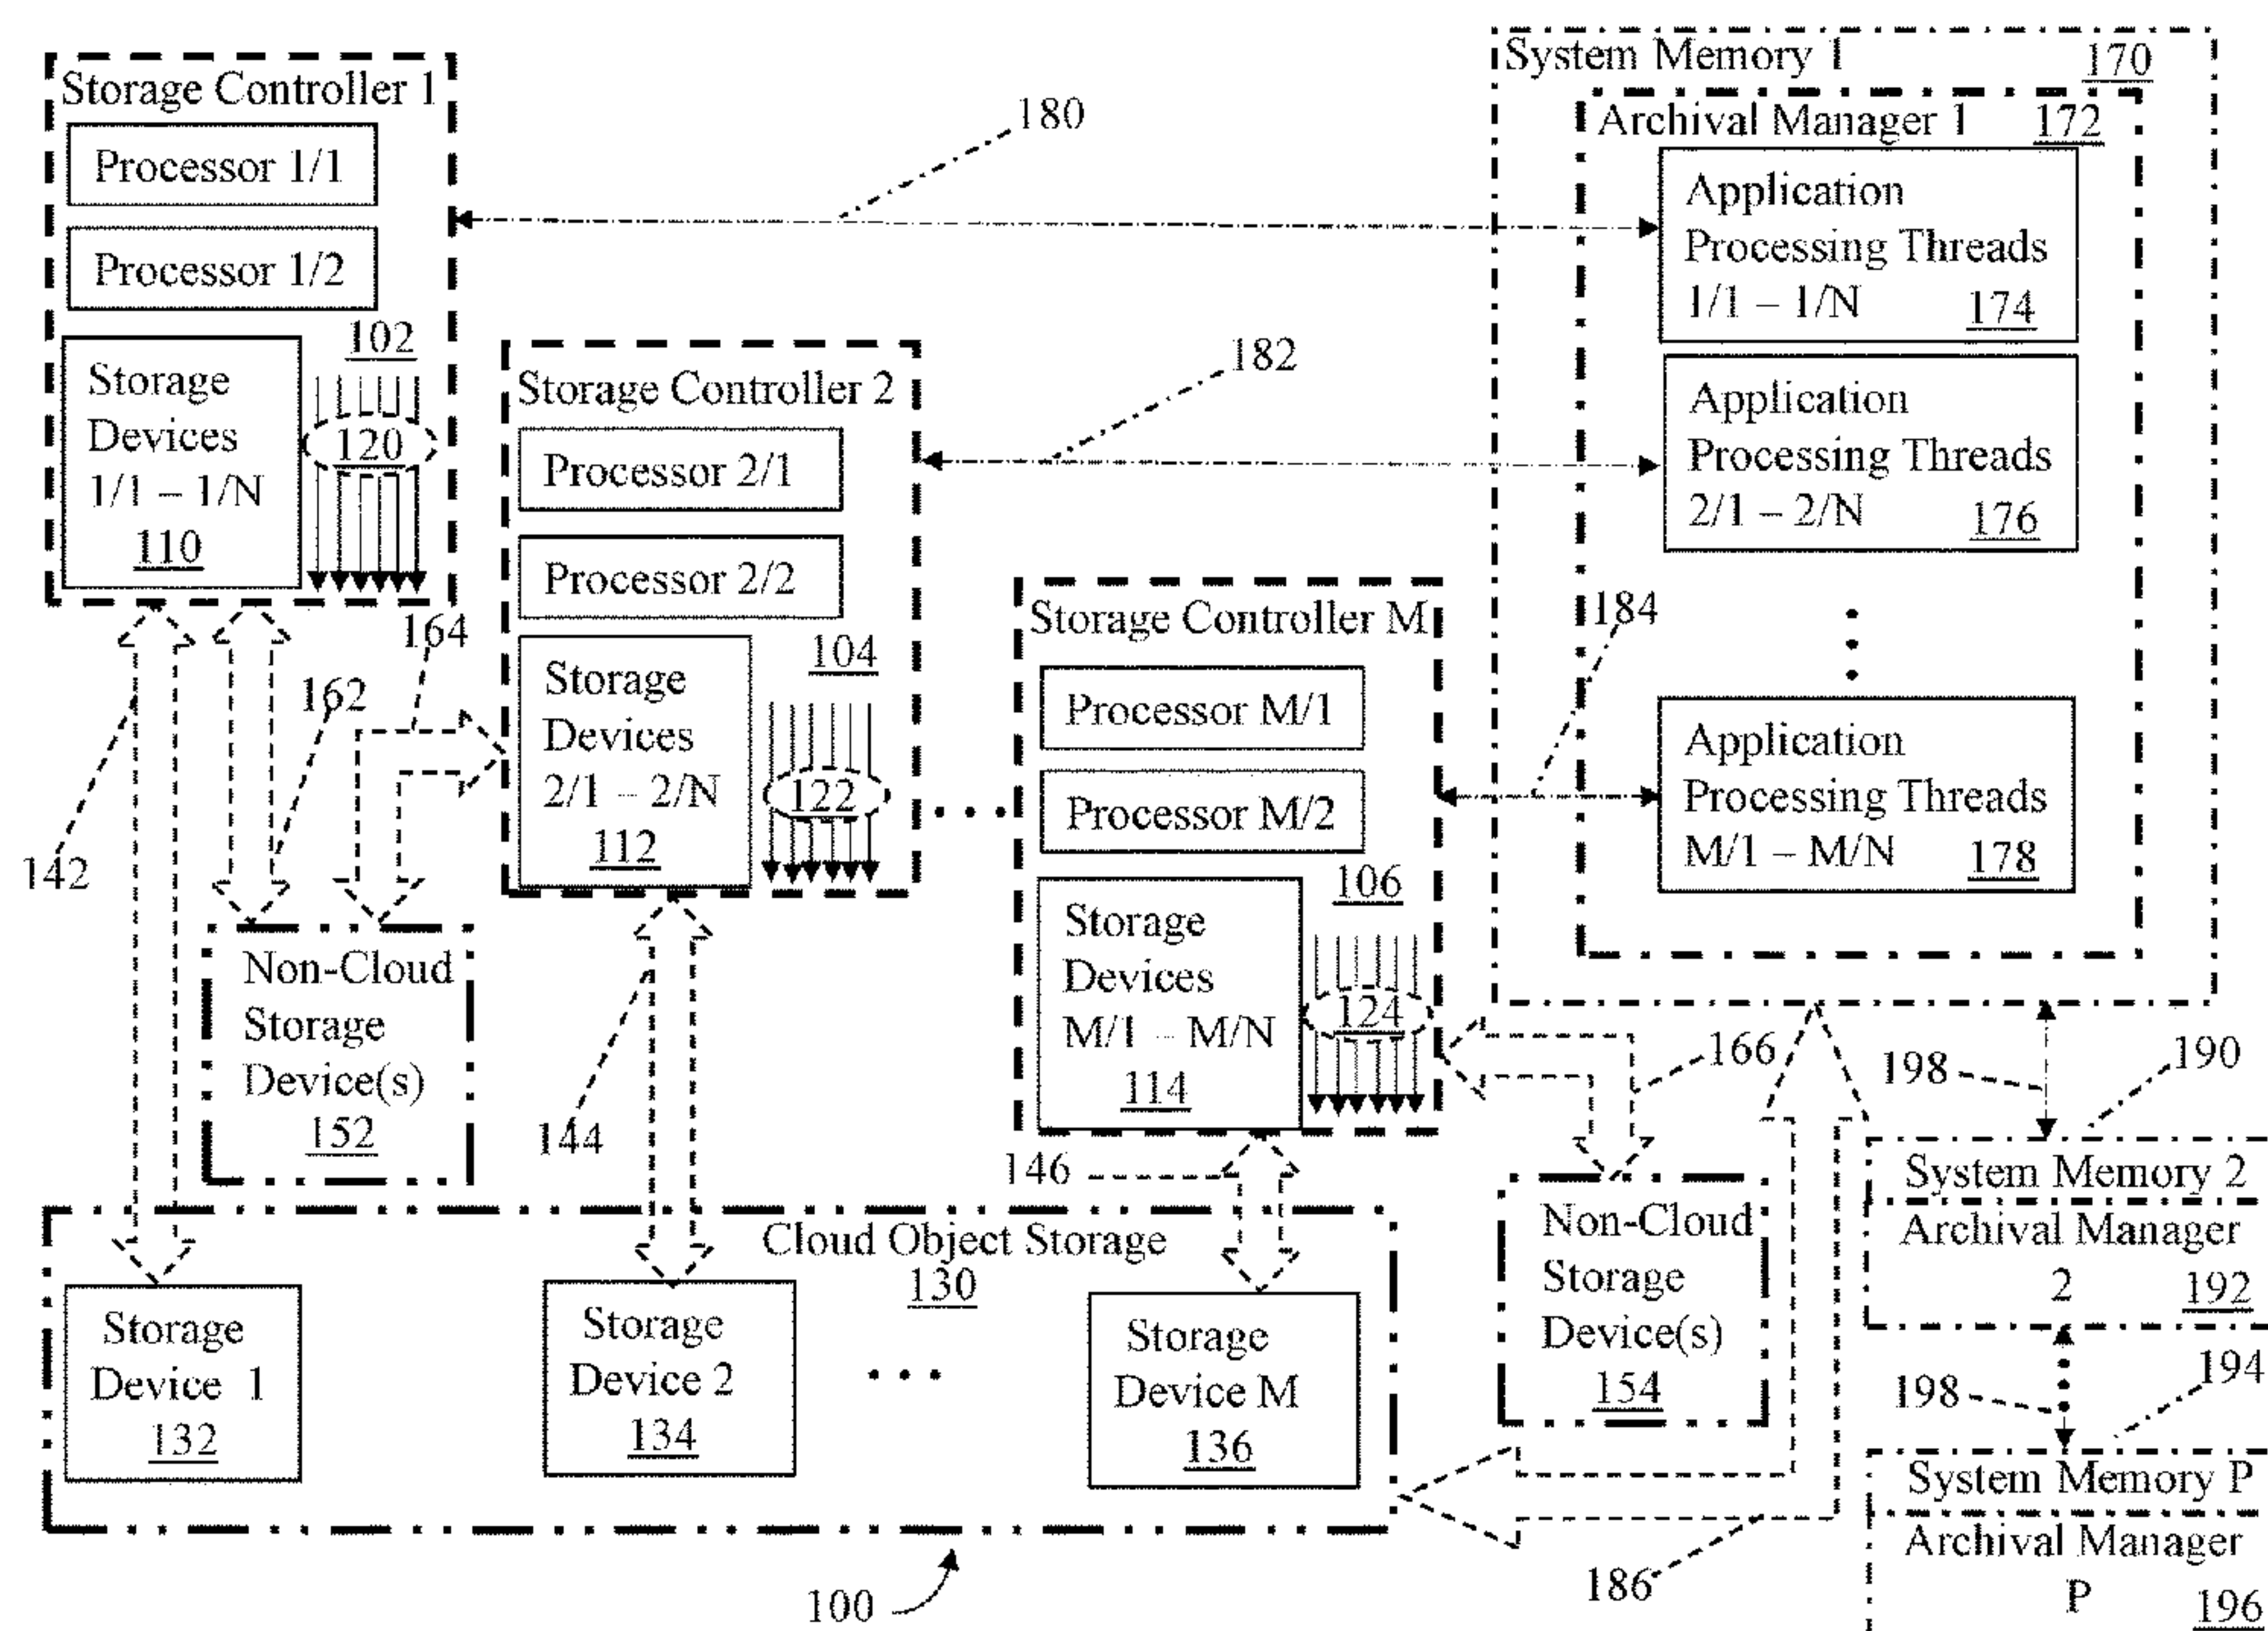 Storage Controller 1
Processor 1/1
Processor 1/2
102
Storage
Devices
1/1 – 1/N
110
120
180
System Memory 1
170
Archival Manager 1 172
Application
Processing Threads
1/1 – 1/N 174
182
Storage Controller 2
Processor 2/1
Processor 2/2
104
Storage
Devices
2/1 – 2/N
112
122
Application
Processing Threads
2/1 – 2/N 176
184
164
162
142
Storage Controller M
Processor M/1
Processor M/2
106
Storage
Devices
M/1 – M/N
114
124
Application
Processing Threads
M/1 – M/N 178
Non-Cloud
Storage
Device(s)
152
144
146
166
198
190
System Memory 2
Archival Manager
2 192
Cloud Object Storage
130
Storage
Device 1
132
Storage
Device 2
134
• • •
Storage
Device M
136
Non-Cloud
Storage
Device(s)
154
198
194
System Memory P
Archival Manager
P 196
186
100